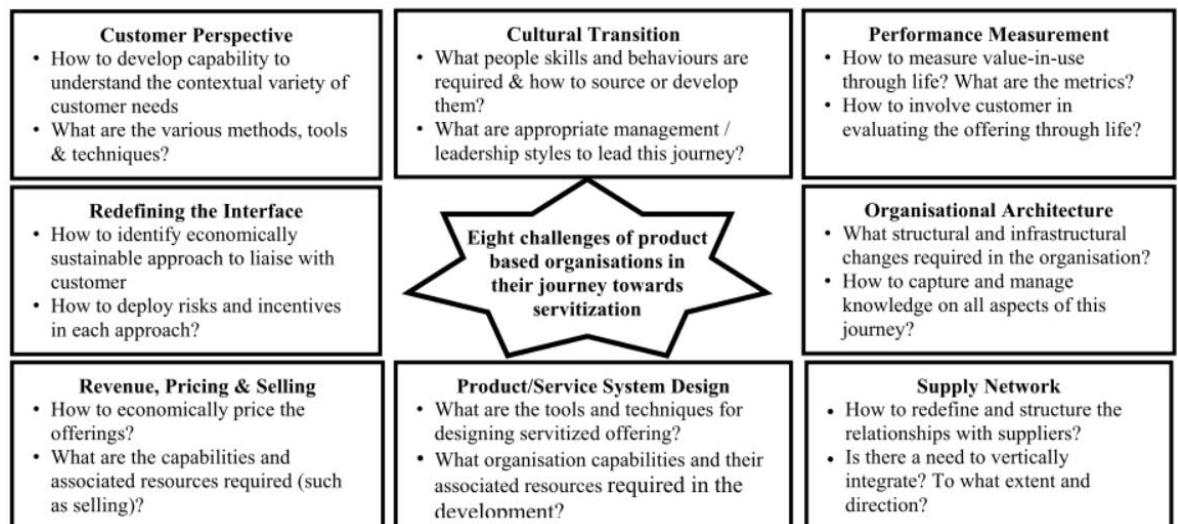 Customer Perspective
• How to develop capability to
understand the contextual variety of
customer needs
• What are the various methods, tools
& techniques?
Cultural Transition
• What people skills and behaviours are
required & how to source or develop
them?
• What are appropriate management /
leadership styles to lead this journey?
Performance Measurement
• How to measure value-in-use
through life? What are the metrics?
• How to involve customer in
evaluating the offering through life?
Redefining the Interface
• How to identify economically
sustainable approach to liaise with
customer
• How to deploy risks and incentives
in each approach?
Eight challenges of product
based organisations in
their journey towards
servitization
Organisational Architecture
• What structural and infrastructural
changes required in the organisation?
• How to capture and manage
knowledge on all aspects of this
journey?
Revenue, Pricing & Selling
• How to economically price the
offerings?
• What are the capabilities and
associated resources required (such
as selling)?
Product/Service System Design
• What are the tools and techniques for
designing servitized offering?
• What organisation capabilities and their
associated resources required in the
development?
Supply Network
• How to redefine and structure the
relationships with suppliers?
• Is there a need to vertically
integrate? To what extent and
direction?